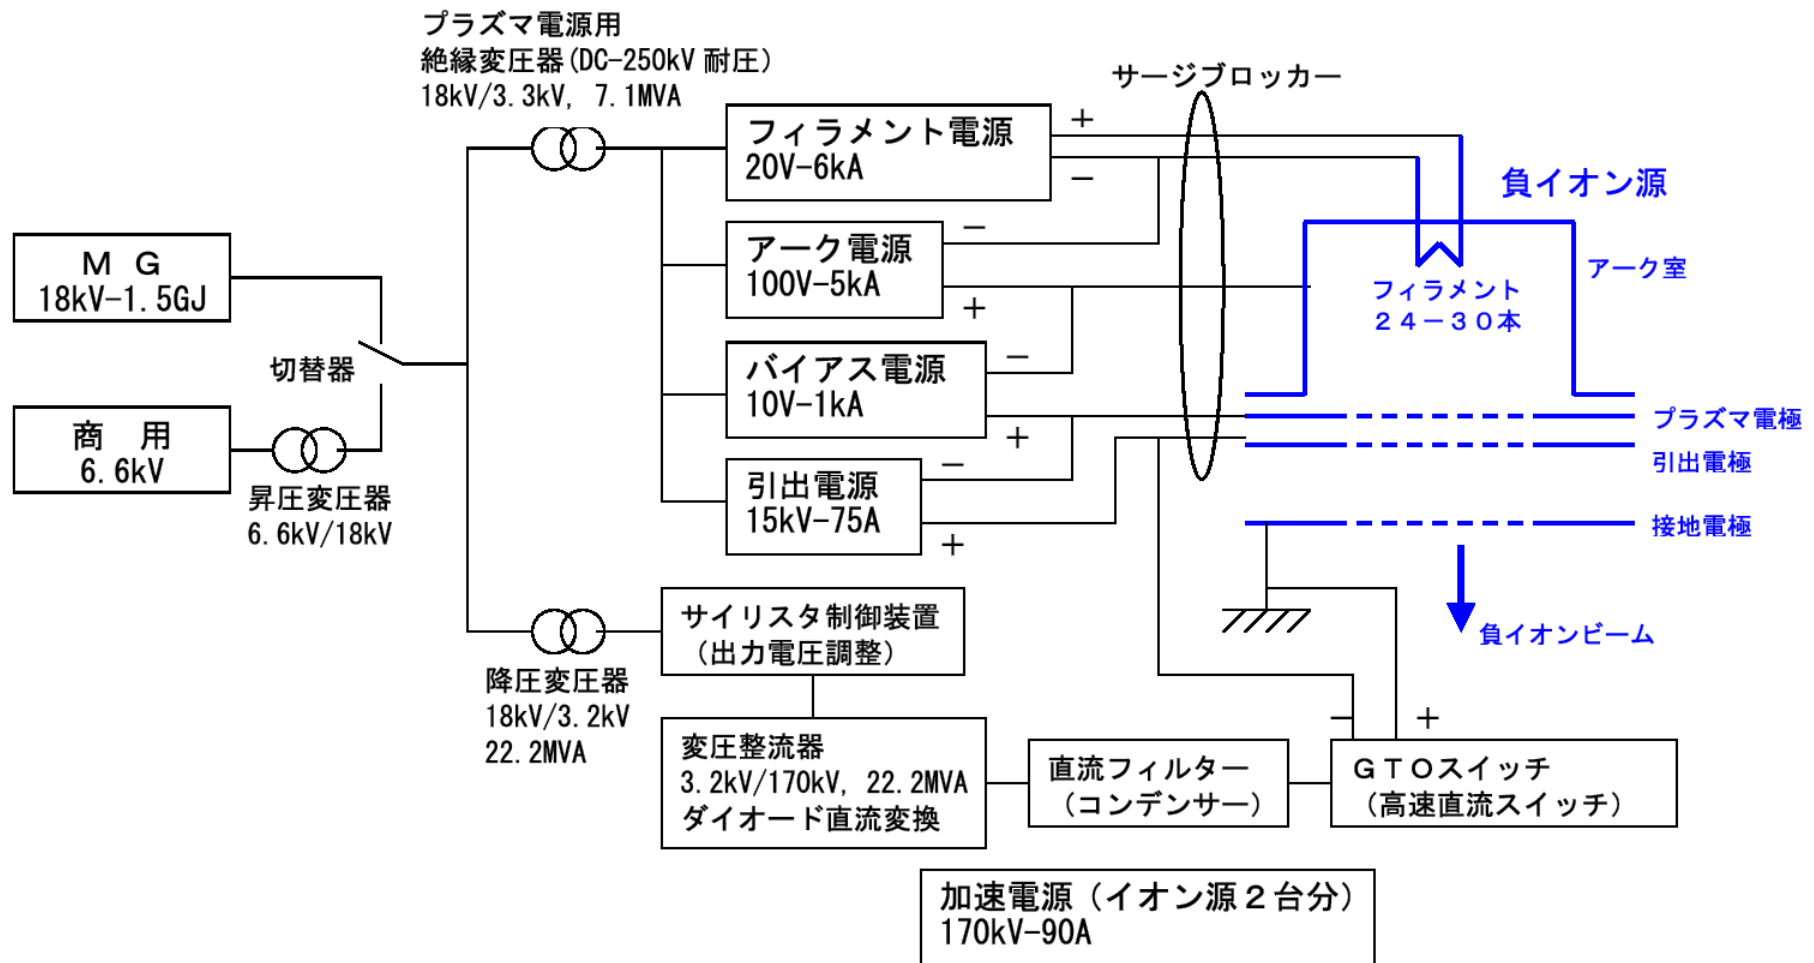 プラズマ電源用
絶縁変圧器(DC-250kV 耐圧)
18kV/3.3kV, 7.1MVA
サージブロッカー
フィラメント電源
20V-6kA
+
−
負イオン源
アーク電源
100V-5kA
−
+
アーク室
フィラメント
24−30本
MG
18kV-1.5GJ
切替器
商 用
6.6kV
昇圧変圧器
6.6kV/18kV
バイアス電源
10V-1kA
−
+
プラズマ電極
引出電極
引出電源
15kV-75A
−
+
接地電極
負イオンビーム
降圧変圧器
18kV/3.2kV
22.2MVA
サイリスタ制御装置
(出力電圧調整)
変圧整流器
3.2kV/170kV, 22.2MVA
ダイオード直流変換
直流フィルター
(コンデンサー)
−
+
GTOスイッチ
(高速直流スイッチ)
加速電源(イオン源2台分)
170kV-90A